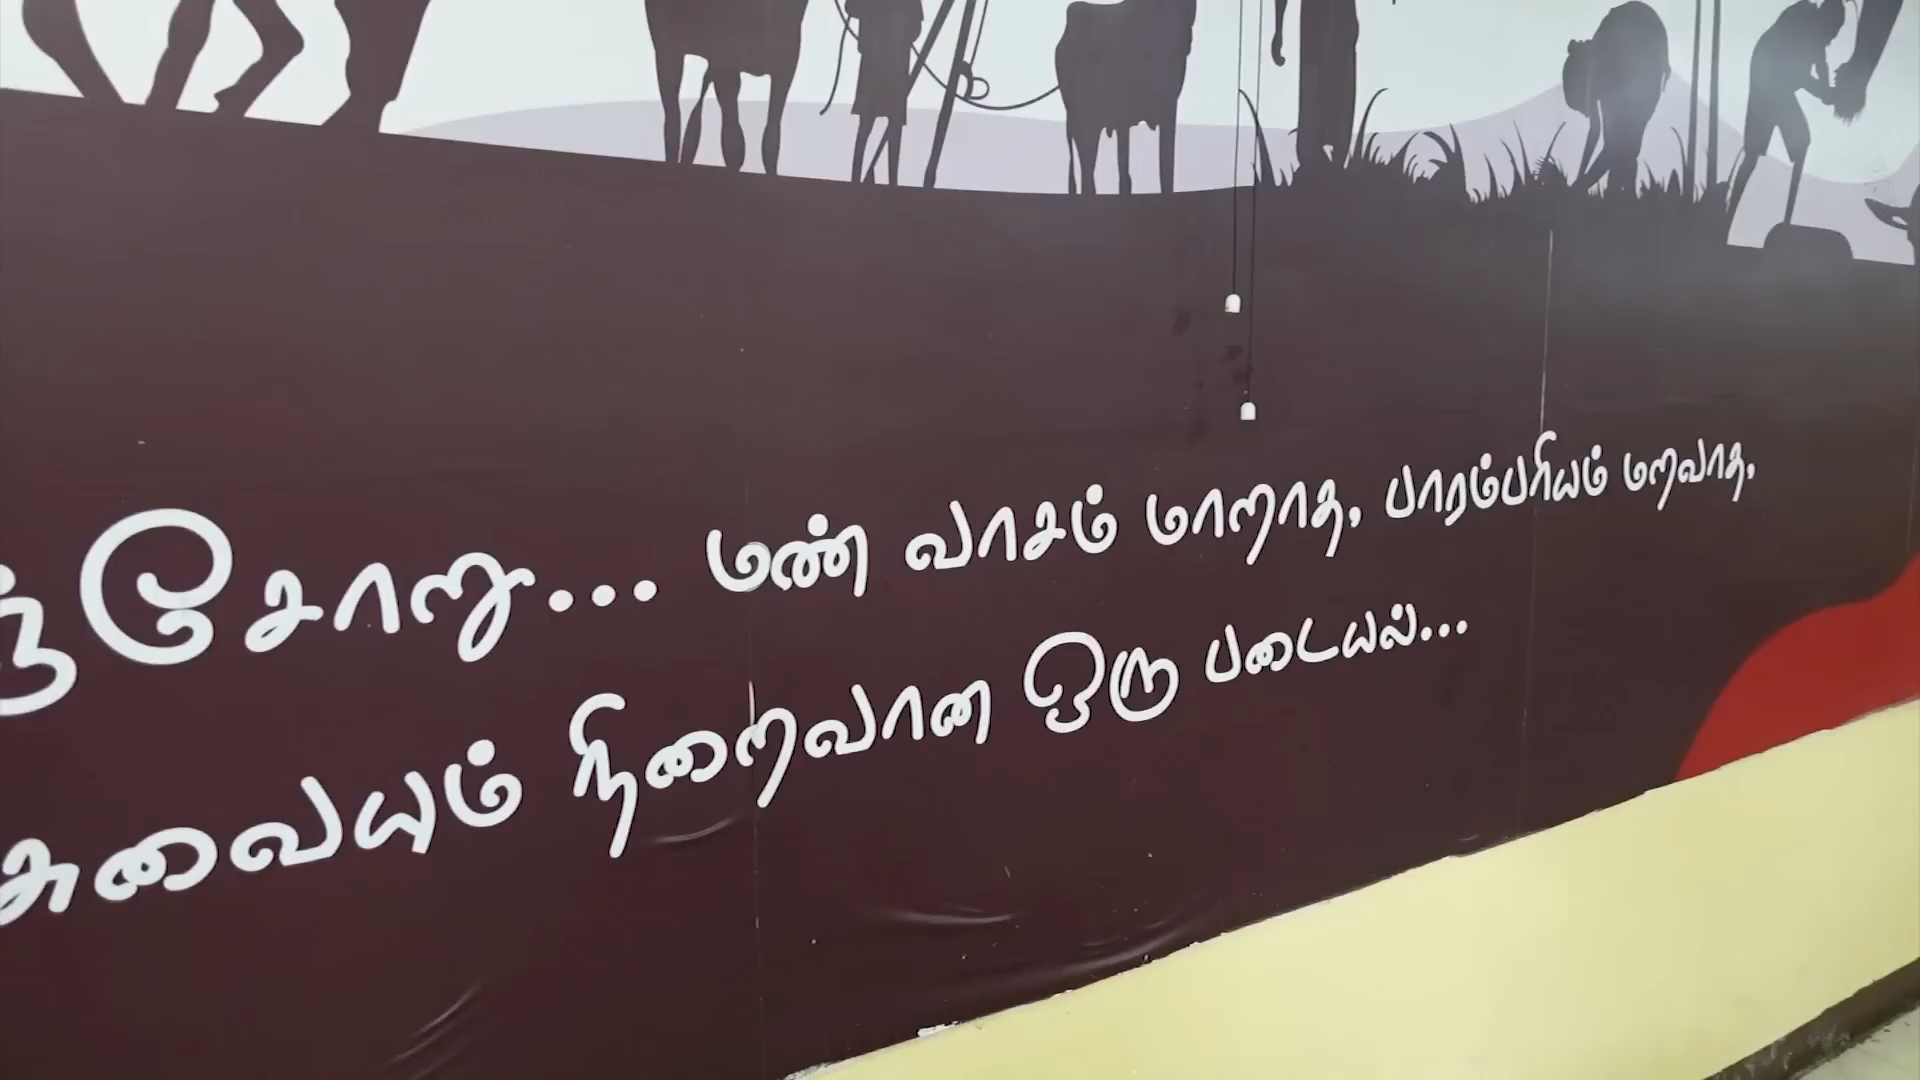 சோறு... மண் வாசம் மாறாத, பாரம்பரியம் மறவாத,
சுவையும் நிறைவான ஒரு படையல்...